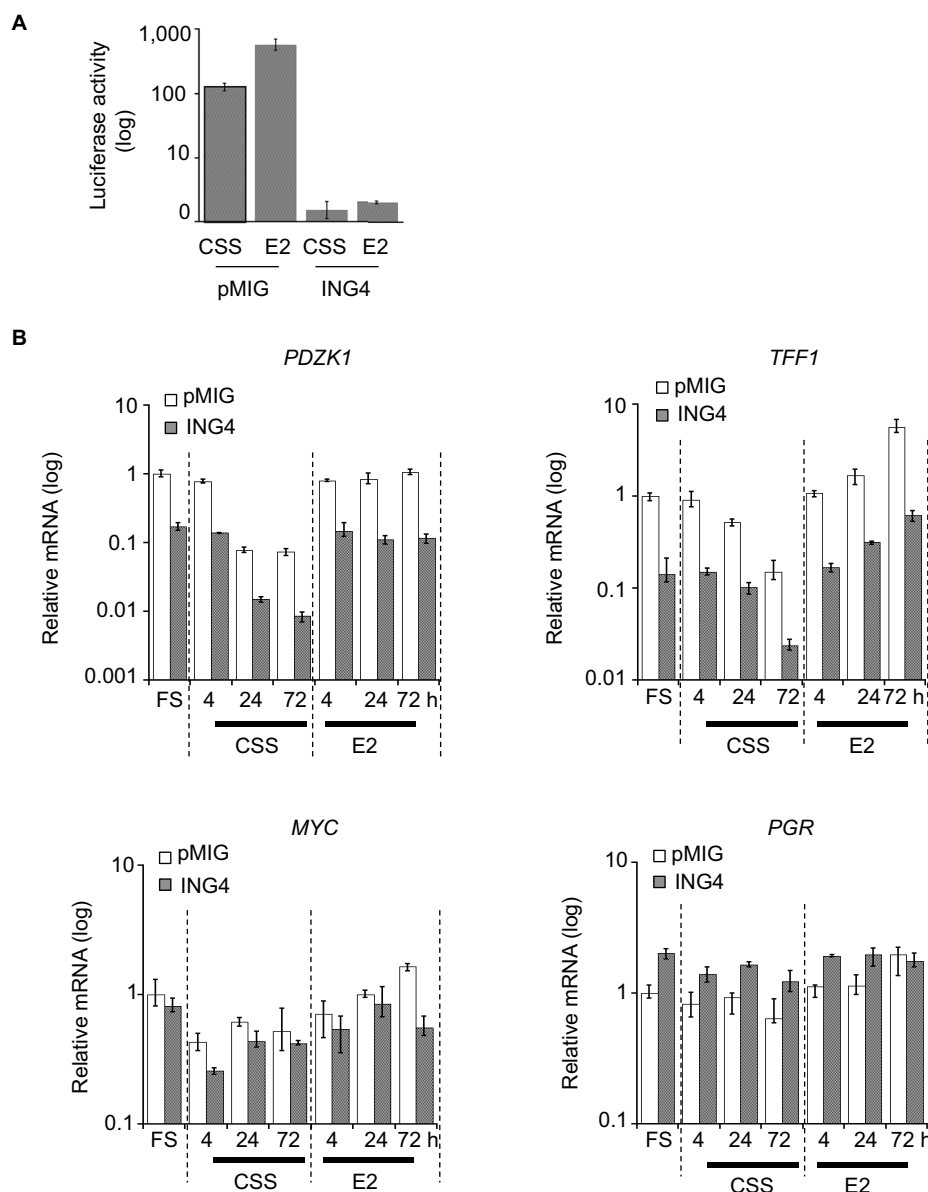 A
Luciferase activity
(log)
1,000
100
10
0
CSS E2 CSS E2
pMIG ING4
B
PDZK1
pMIG
ING4
Relative mRNA (log)
10
1
0.1
0.01
0.001
FS 4 24 72 4 24 72 h
CSS E2
TFF1
pMIG
ING4
Relative mRNA (log)
10
1
0.1
0.01
FS 4 24 72 4 24 72 h
CSS E2
MYC
pMIG
ING4
Relative mRNA (log)
10
1
0.1
FS 4 24 72 4 24 72 h
CSS E2
PGR
pMIG
ING4
Relative mRNA (log)
10
1
0.1
FS 4 24 72 4 24 72 h
CSS E2